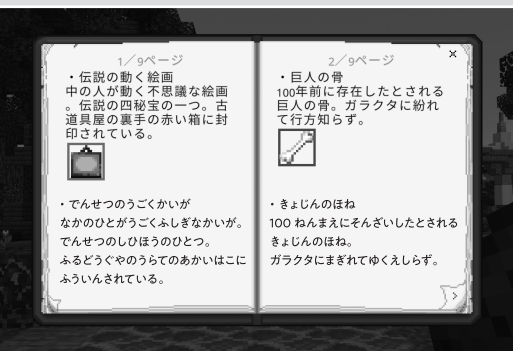 1／9ページ
・伝説の動く絵画
中の人が動く不思議な絵画
。伝説の四秘宝の一つ。古
道具屋の裏手の赤い箱に封
印されている。
・でんせつのうごくかいが
なかのひとがうごくふしぎなかいが。
でんせつのしひほうのひとつ。
ふるどうぐやのうらてのあかいはこに
ふういんされている。
2／9ページ
・巨人の骨
100年前に存在したとされる
巨人の骨。ガラクタに紛れ
て行方知らず。
・きょじんのほね
100 ねんまえにそんざいしたとされる
きょじんのほね。
ガラクタにまぎれてゆくえしらず。